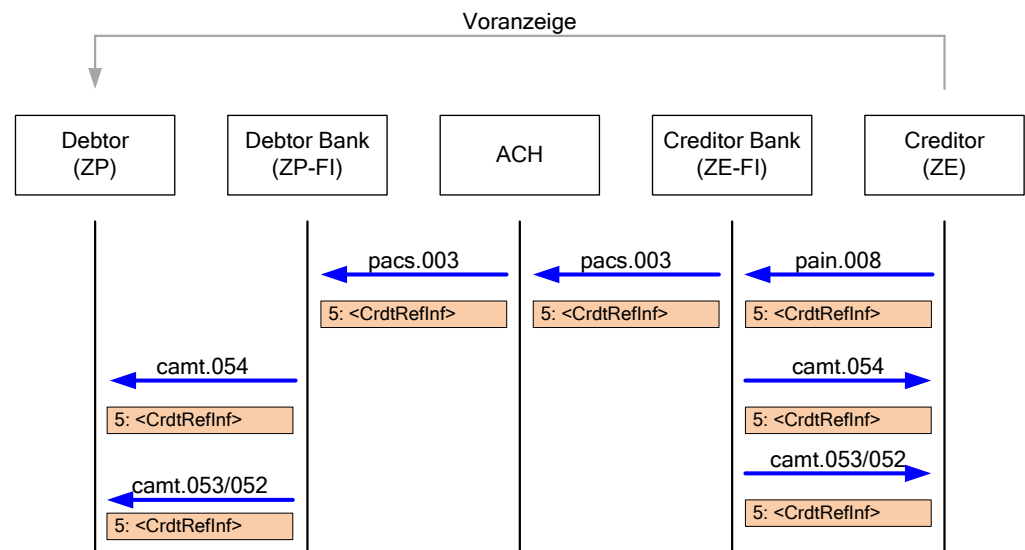 Voranzeige
Debtor
(ZP)
Debtor Bank
(ZP-FI)
ACH
Creditor Bank
(ZE-FI)
Creditor
(ZE)
pacs.003
pacs.003
pain.008
5: <CrdtRefInf>
5: <CrdtRefInf>
5: <CrdtRefInf>
camt.054
camt.054
5: <CrdtRefInf>
5: <CrdtRefInf>
camt.053/052
camt.053/052
5: <CrdtRefInf>
5: <CrdtRefInf>